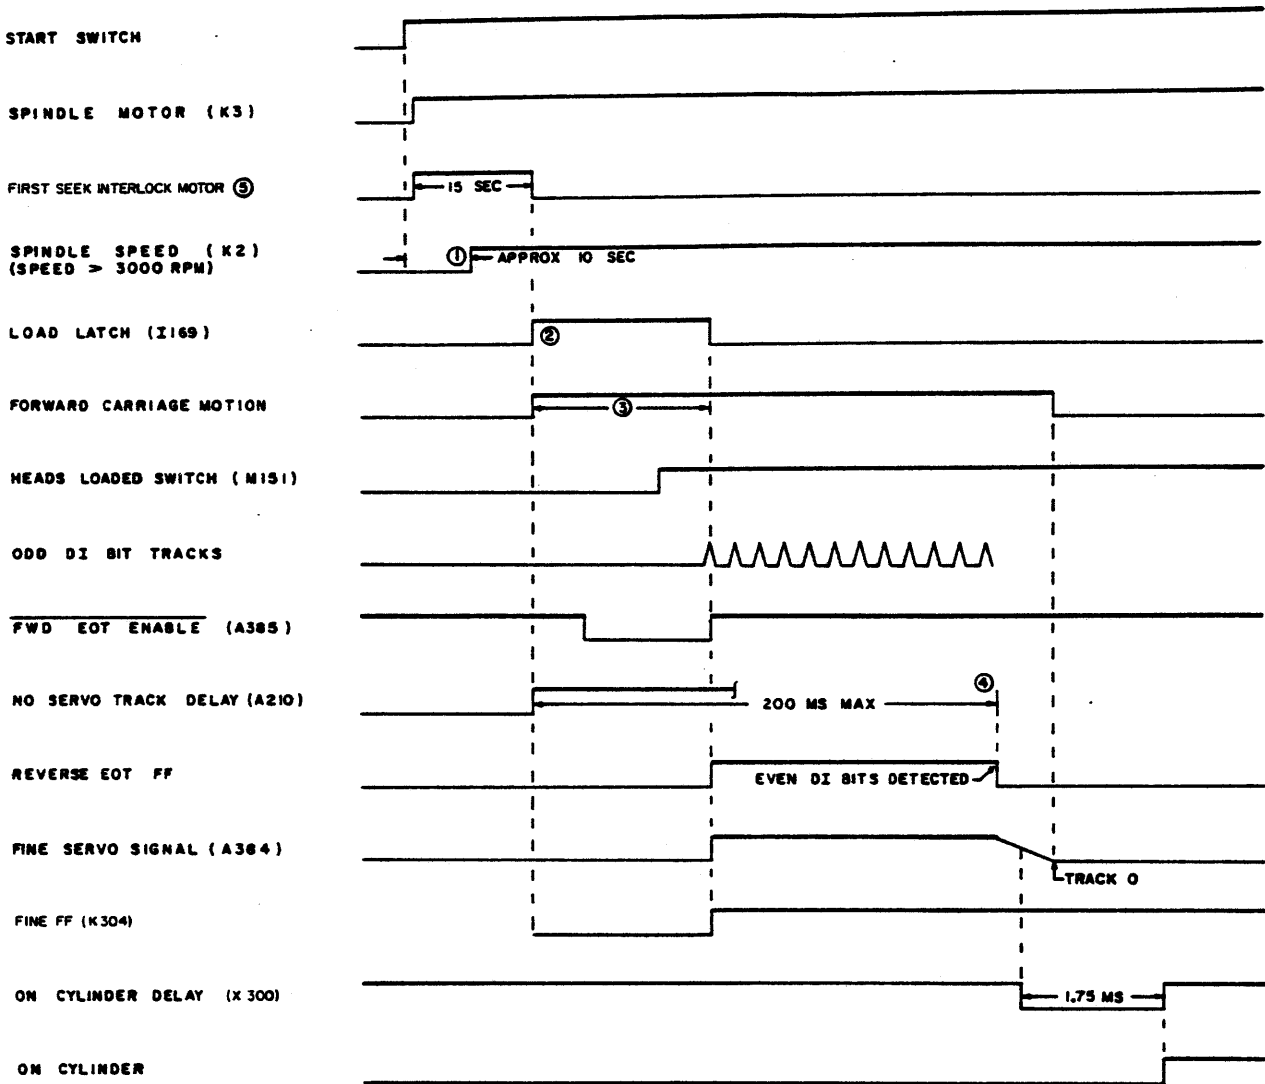 START SWITCH
SPINDLE MOTOR (K3)
FIRST SEEK INTERLOCK MOTOR ⑤
15 SEC
SPINDLE SPEED (K2)
(SPEED > 3000 RPM)
① APPROX 10 SEC
LOAD LATCH (I169)
②
FORWARD CARRIAGE MOTION
③
HEADS LOADED SWITCH (M151)
ODD DI BIT TRACKS
FWD EOT ENABLE (A385)
NO SERVO TRACK DELAY (A210)
④
200 MS MAX
REVERSE EOT FF
EVEN DI BITS DETECTED
FINE SERVO SIGNAL (A364)
TRACK 0
FINE FF (K304)
ON CYLINDER DELAY (X300)
1.75 MS
ON CYLINDER